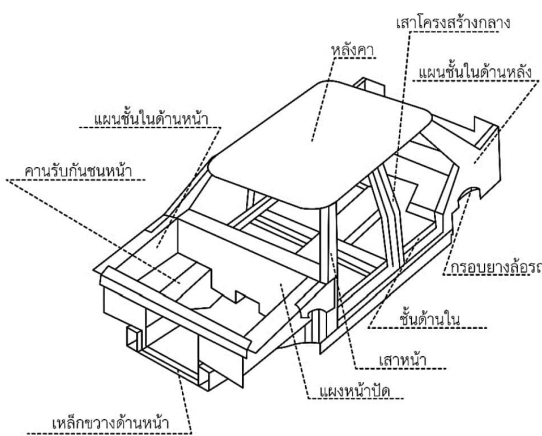 เสาโครงสร้างกลาง
หลังคา
แผนชั้นในด้านหลัง
แผนชั้นในด้านหน้า
คานรับกันชนหน้า
กรอบยางล้อรถ
ชั้นด้านใน
เสาหน้า
แผงหน้าปัด
เหล็กขวางด้านหน้า